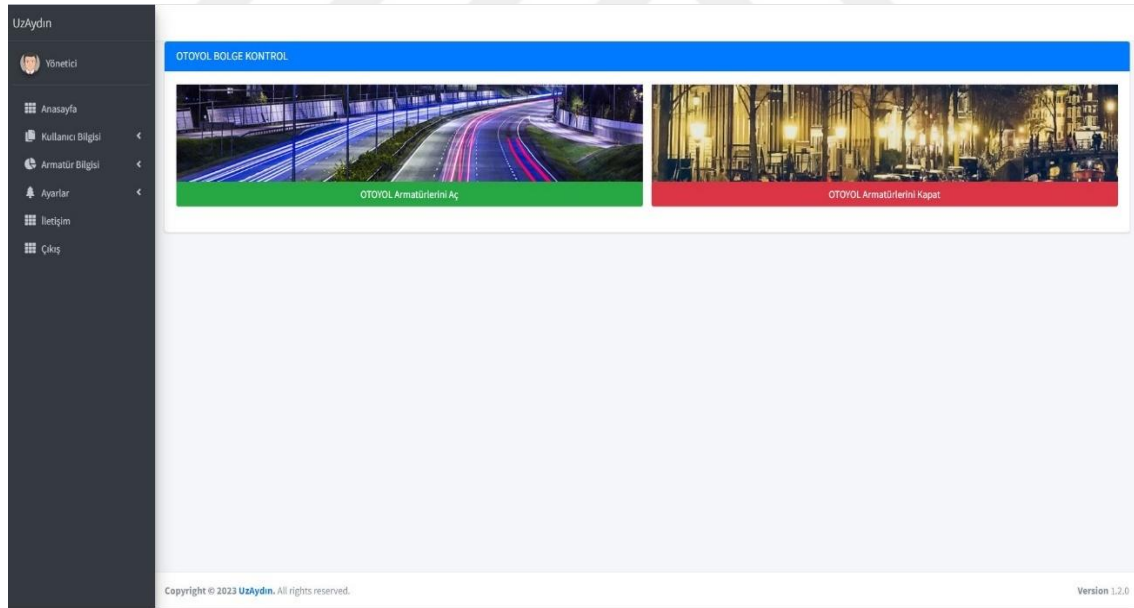 UzAydın
Yönetici
Anasayfa
Kullanıcı Bilgisi
Armatür Bilgisi
Ayarlar
İletişim
Çıkış
OTOYOL BOLGE KONTROL
OTOYOL Armatürlerini Aç
OTOYOL Armatürlerini Kapat
Copyright © 2023 UzAydın. All rights reserved.
Version 1.2.0